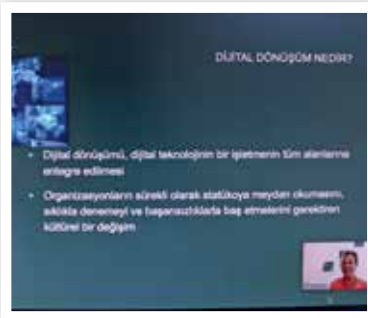 DİJİTAL DÖNÜŞÜM NEDİR?
Dijital dönüşümü, dijital teknolojinin bir işletmenin tüm alanlarına
entegre edilmesi
Organizasyonların sürekli olarak statükoya meydan okumasını,
sıklıkla denemeyi ve başarısızlıklarla baş etmelerini gerektiren
kültürel bir değişim